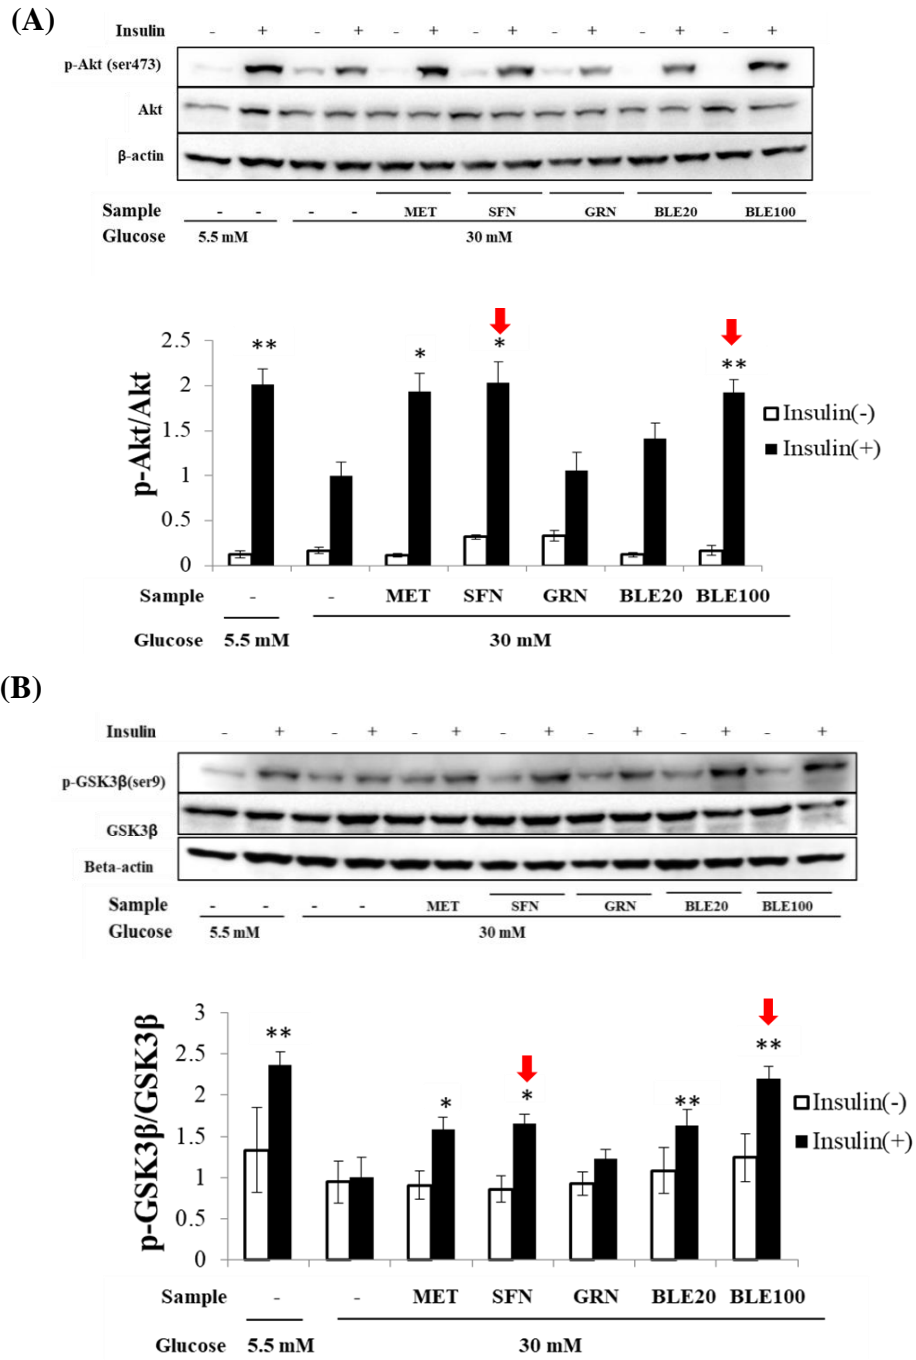 (A)
Insulin - + - + - + - + - + - + - +
p-Akt (ser473)
Akt
β-actin
Sample - - - - MET SFN GRN BLE20 BLE100
Glucose 5.5 mM 30 mM
p-Akt/Akt
2.5
2
1.5
1
0.5
0
** * * **
Insulin(-)
Insulin(+)
Sample - - MET SFN GRN BLE20 BLE100
Glucose 5.5 mM 30 mM
(B)
Insulin - + - + - + - + - + - + - +
p-GSK3β(ser9)
GSK3β
Beta-actin
Sample - - - - MET SFN GRN BLE20 BLE100
Glucose 5.5 mM 30 mM
p-GSK3β/GSK3β
3
2.5
2
1.5
1
0.5
0
** * * ** **
Insulin(-)
Insulin(+)
Sample - - MET SFN GRN BLE20 BLE100
Glucose 5.5 mM 30 mM